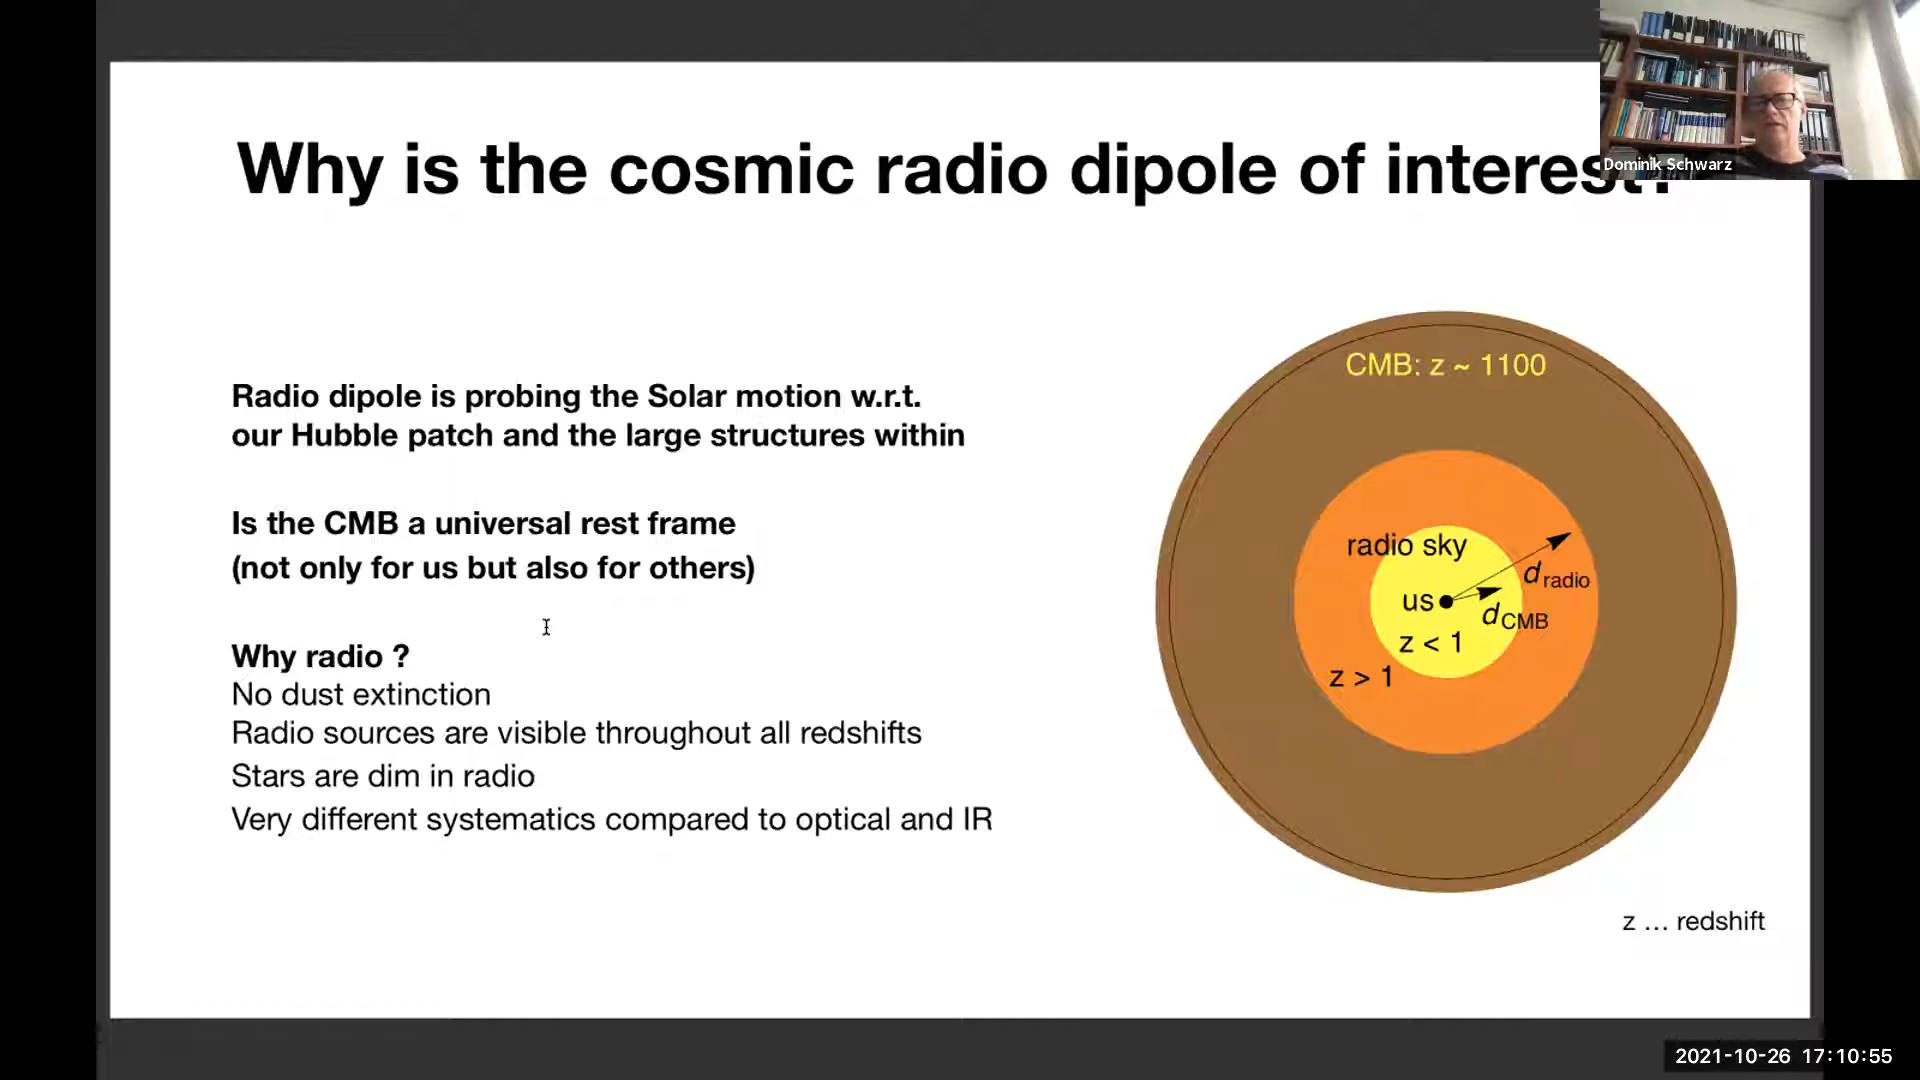 Why is the cosmic radio dipole of interest?
Dominik Schwarz
Radio dipole is probing the Solar motion w.r.t.
our Hubble patch and the large structures within
Is the CMB a universal rest frame
(not only for us but also for others)
Why radio ?
No dust extinction
Radio sources are visible throughout all redshifts
Stars are dim in radio
Very different systematics compared to optical and IR
CMB: z ~ 1100
radio sky
d radio
us
d CMB
z < 1
z > 1
z … redshift
2021-10-26 17:10:55